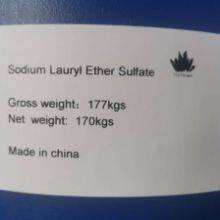 Sodium Lauryl Ether Sulfate
Gross weight: 177kgs
Net weight: 170kgs
Made in china